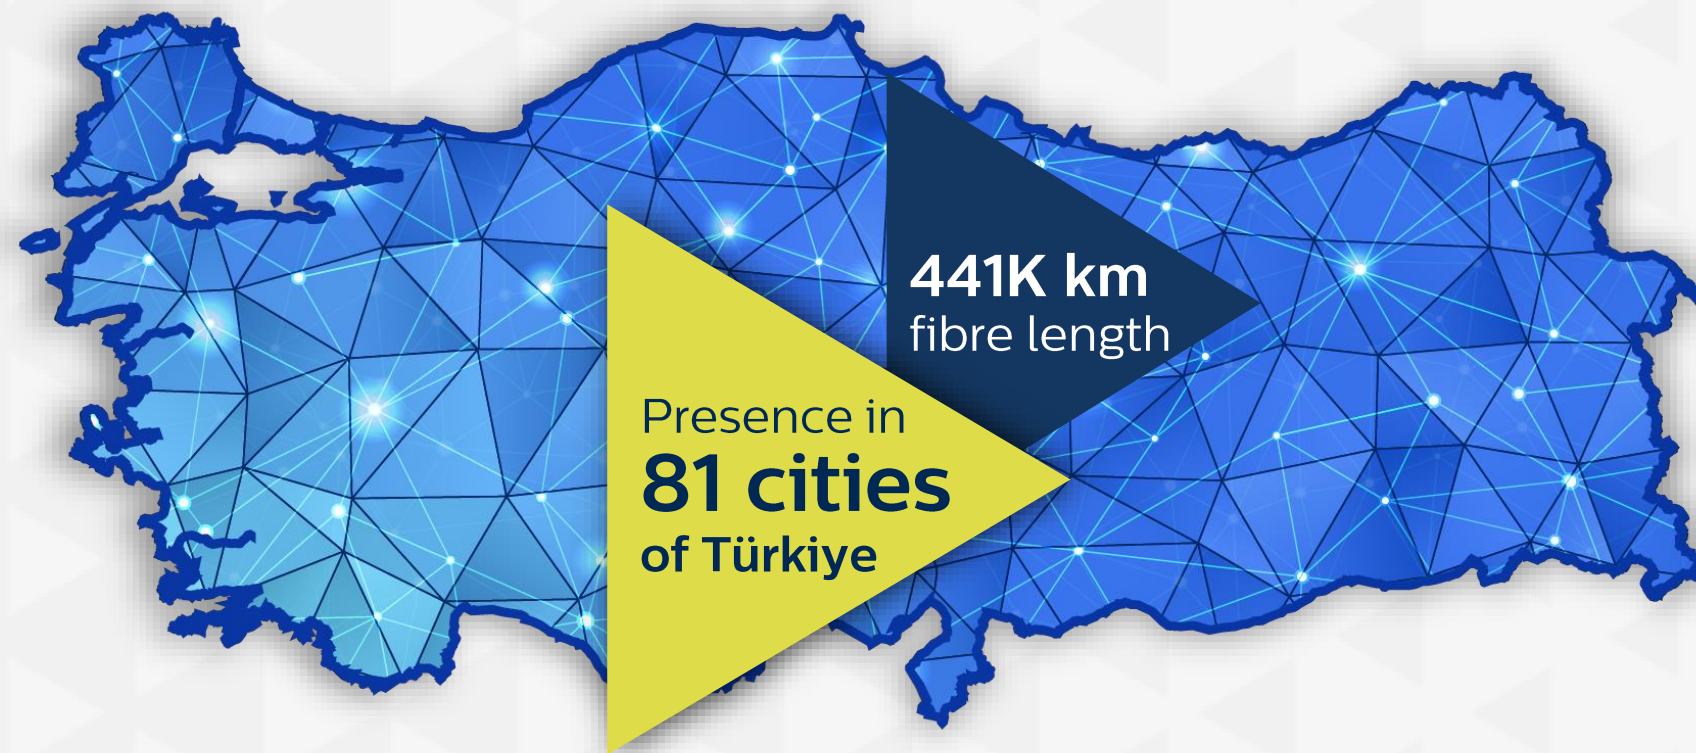 441K km
fibre length
Presence in
81 cities
of Türkiye